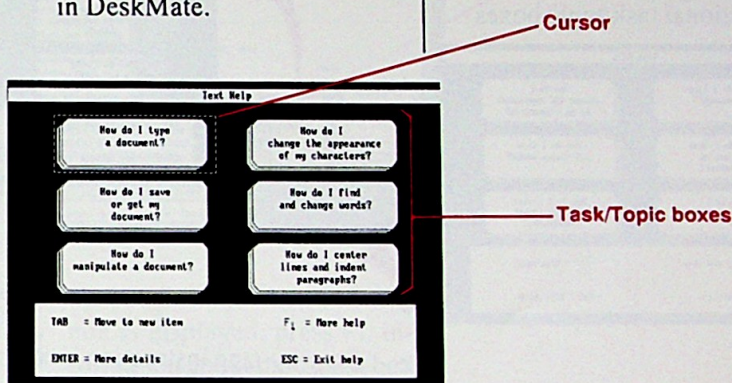 in DeskMate.
Cursor
Text Help
How do I type
a document?
How do I
change the appearance
of my characters?
How do I save
or get my
document?
How do I find
and change words?
Task/Topic boxes
How do I
manipulate a document?
How do I center
lines and indent
paragraphs?
TAB = Move to new item
F1 = More help
ENTER = More details
ESC = Exit help